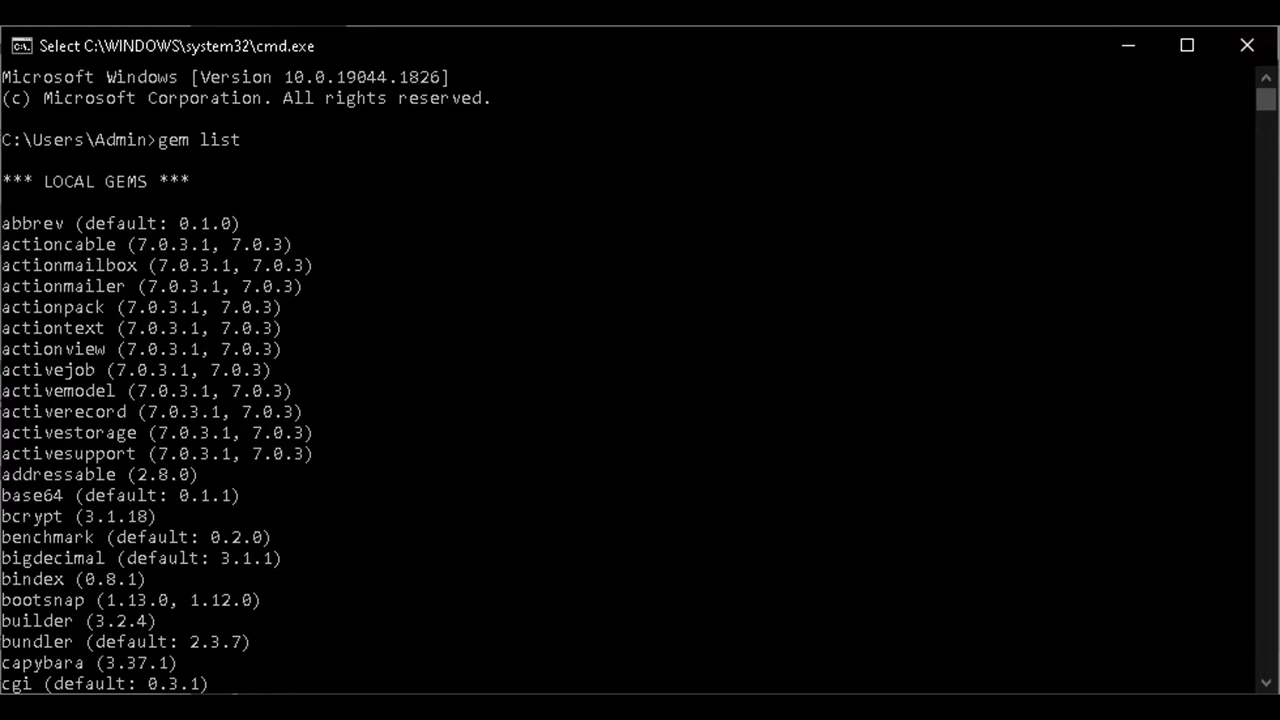 Select C:\WINDOWS\system32\cmd.exe
Microsoft Windows [Version 10.0.19044.1826]
(c) Microsoft Corporation. All rights reserved.
C:\Users\Admin>gem list
*** LOCAL GEMS ***
abbrev (default: 0.1.0)
actioncable (7.0.3.1, 7.0.3)
actionmailbox (7.0.3.1, 7.0.3)
actionmailer (7.0.3.1, 7.0.3)
actionpack (7.0.3.1, 7.0.3)
actiontext (7.0.3.1, 7.0.3)
actionview (7.0.3.1, 7.0.3)
activejob (7.0.3.1, 7.0.3)
activemodel (7.0.3.1, 7.0.3)
activerecord (7.0.3.1, 7.0.3)
activestorage (7.0.3.1, 7.0.3)
activesupport (7.0.3.1, 7.0.3)
addressable (2.8.0)
base64 (default: 0.1.1)
bcrypt (3.1.18)
benchmark (default: 0.2.0)
bigdecimal (default: 3.1.1)
bindex (0.8.1)
bootsnap (1.13.0, 1.12.0)
builder (3.2.4)
bundler (default: 2.3.7)
capybara (3.37.1)
cgi (default: 0.3.1)